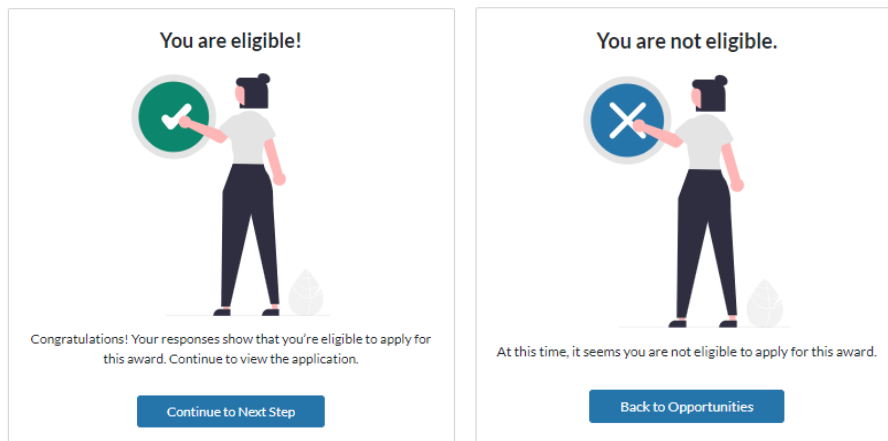 You are eligible!
Congratulations! Your responses show that you're eligible to apply for
this award. Continue to view the application.
Continue to Next Step
You are not eligible.
At this time, it seems you are not eligible to apply for this award.
Back to Opportunities